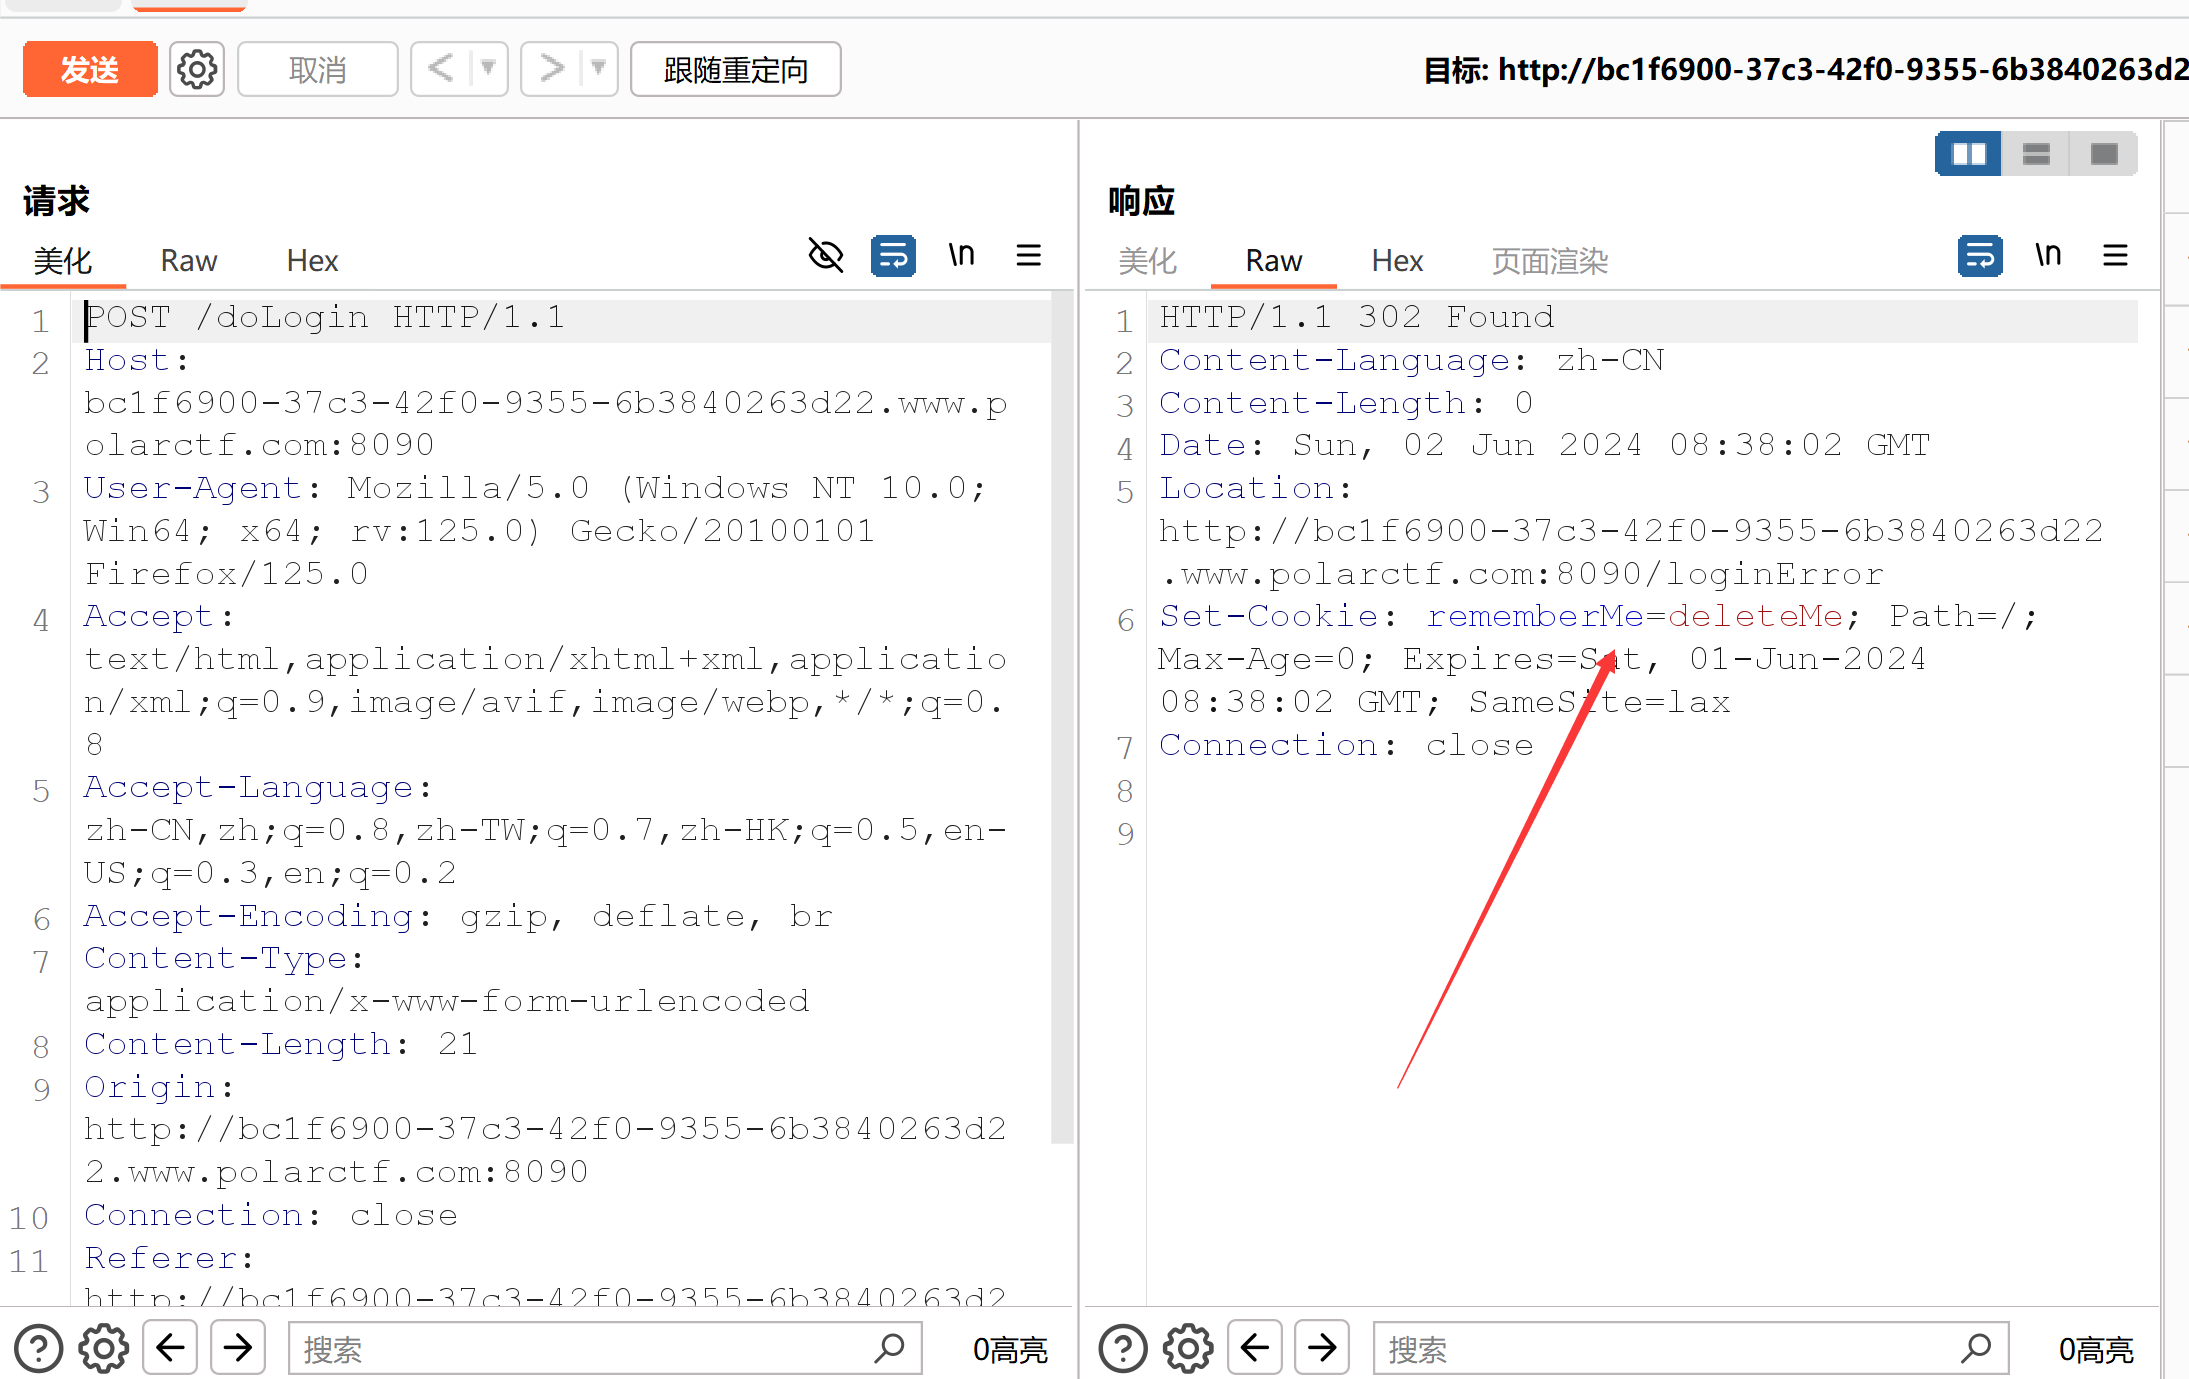 发送
取消
<
>
跟随重定向
目标: http://bc1f6900-37c3-42f0-9355-6b3840263d2
请求
美化
Raw
Hex
\n
1
POST /doLogin HTTP/1.1
2
Host:
bc1f6900-37c3-42f0-9355-6b3840263d22.www.p
olarctf.com:8090
3
User-Agent: Mozilla/5.0 (Windows NT 10.0;
Win64; x64; rv:125.0) Gecko/20100101
Firefox/125.0
4
Accept:
text/html,application/xhtml+xml,applicatio
n/xml;q=0.9,image/avif,image/webp,*/*;q=0.
8
5
Accept-Language:
zh-CN,zh;q=0.8,zh-TW;q=0.7,zh-HK;q=0.5,en-
US;q=0.3,en;q=0.2
6
Accept-Encoding: gzip, deflate, br
7
Content-Type:
application/x-www-form-urlencoded
8
Content-Length: 21
9
Origin:
http://bc1f6900-37c3-42f0-9355-6b3840263d2
2.www.polarctf.com:8090
10
Connection: close
11
Referer:
http://bc1f6900-37c3-42f0-9355-6b3840263d2
搜索
0高亮
响应
美化
Raw
Hex
页面渲染
\n
1
HTTP/1.1 302 Found
2
Content-Language: zh-CN
3
Content-Length: 0
4
Date: Sun, 02 Jun 2024 08:38:02 GMT
5
Location:
http://bc1f6900-37c3-42f0-9355-6b3840263d22
.www.polarctf.com:8090/loginError
6
Set-Cookie: rememberMe=deleteMe; Path=/;
Max-Age=0; Expires=Sat, 01-Jun-2024
08:38:02 GMT; SameSite=lax
7
Connection: close
8
9
搜索
0高亮